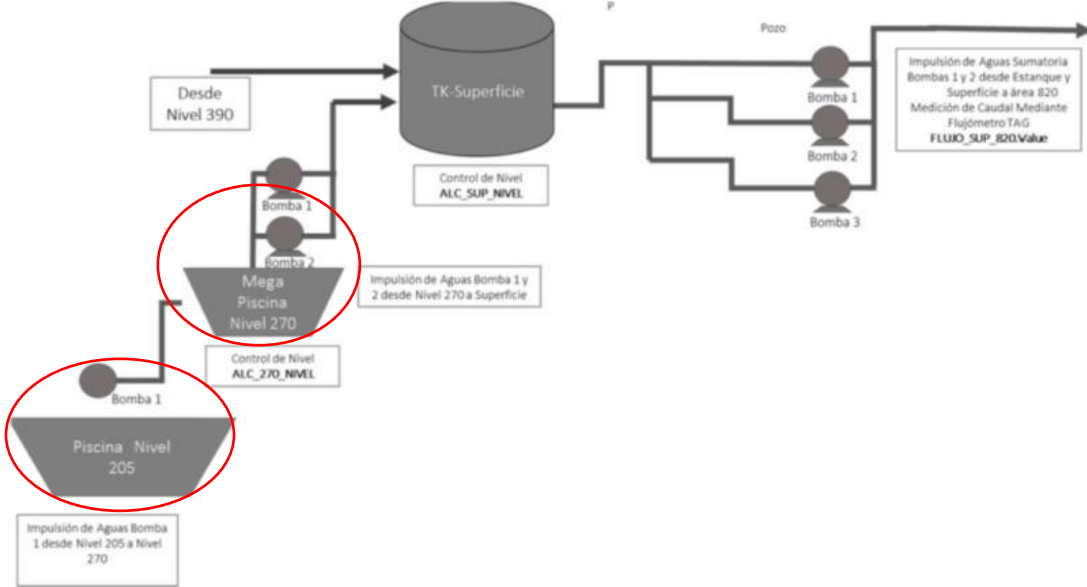 P
Pozo
Desde
Nivel 390
TK-Superficie
Bomba 1
Impulsión de Aguas Sumatoria
Bombas 1 y 2 desde Estanque y
Superficie a área 820
Medición de Caudal Mediante
Flujómetro TAG
FLUJO_SUP_820.Value
Bomba 2
Control de Nivel
ALC_SUP_NIVEL
Bomba 3
Bomba 1
Bomba 2
Mega
Piscina
Nivel 270
Impulsión de Aguas Bomba 1 y
2 desde Nivel 270 a Superficie
Control de Nivel
ALC_270_NIVEL
Bomba 1
Piscina Nivel
205
Impulsión de Aguas Bomba
1 desde Nivel 205 a Nivel
270